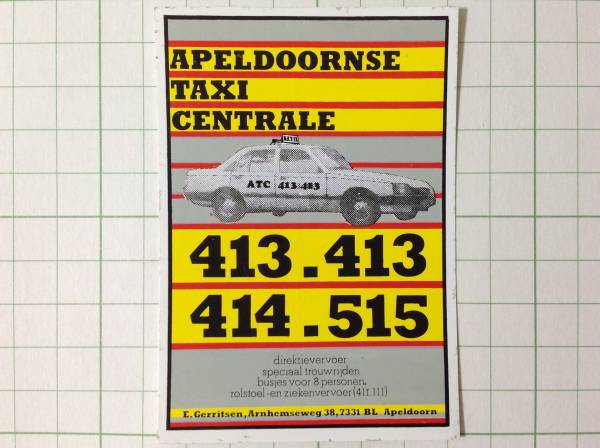 APELDOORNSE
TAXI
CENTRALE
TAXI
ATC 413:413
413.413
414.515
direktievervoer
speciaal trouwrijden
busjes voor 8 personen,
rolstoel-en ziekenvervoer(411.111)
E.Gerritsen, Arnhemseweg 38, 7331 BL Apeldoorn